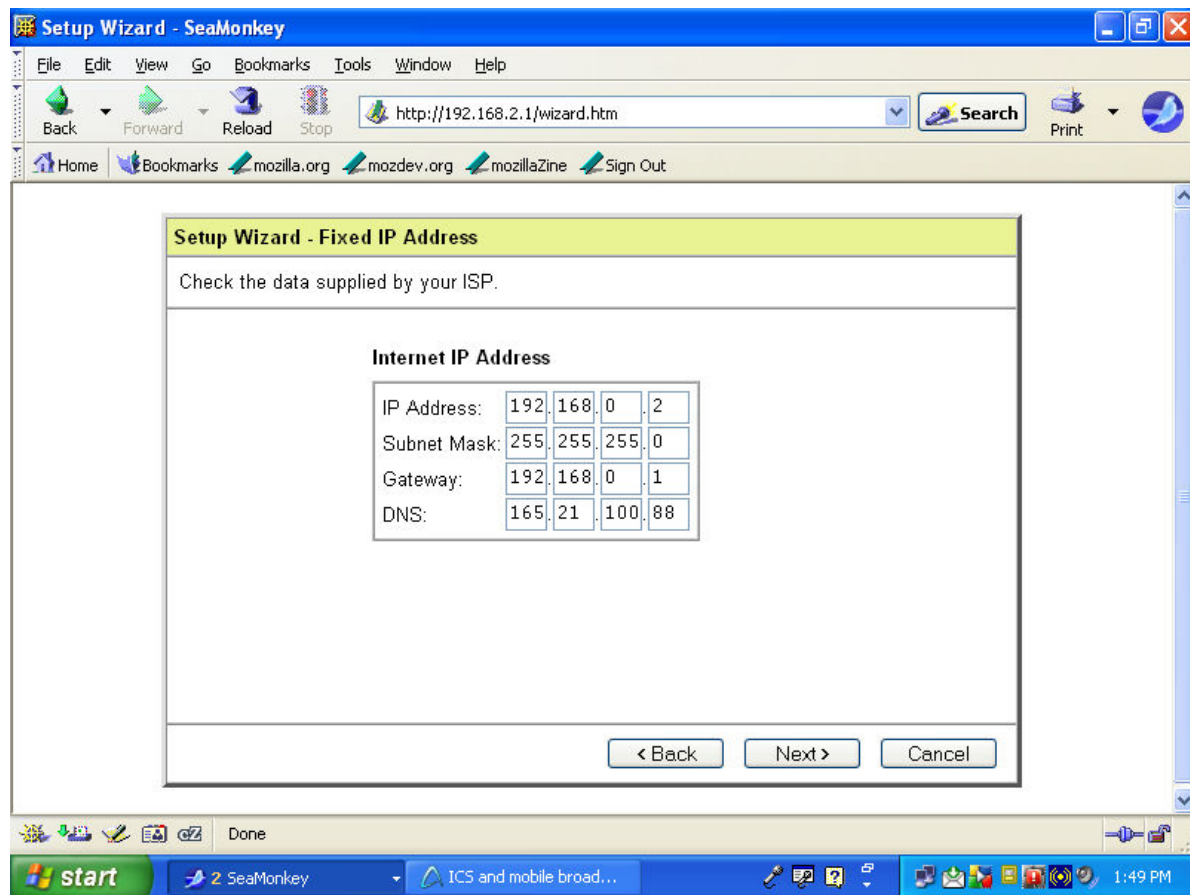 Setup Wizard - SeaMonkey
File Edit View Go Bookmarks Tools Window Help
Back Forward Reload Stop http://192.168.2.1/wizard.htm Search Print
Home Bookmarks mozilla.org mozdev.org mozillaZine Sign Out
Setup Wizard - Fixed IP Address
Check the data supplied by your ISP.
Internet IP Address
IP Address: 192.168.0.2
Subnet Mask: 255.255.255.0
Gateway: 192.168.0.1
DNS: 165.21.100.88
< Back Next > Cancel
Done
start 2 SeaMonkey ICS and mobile broad... 1:49 PM